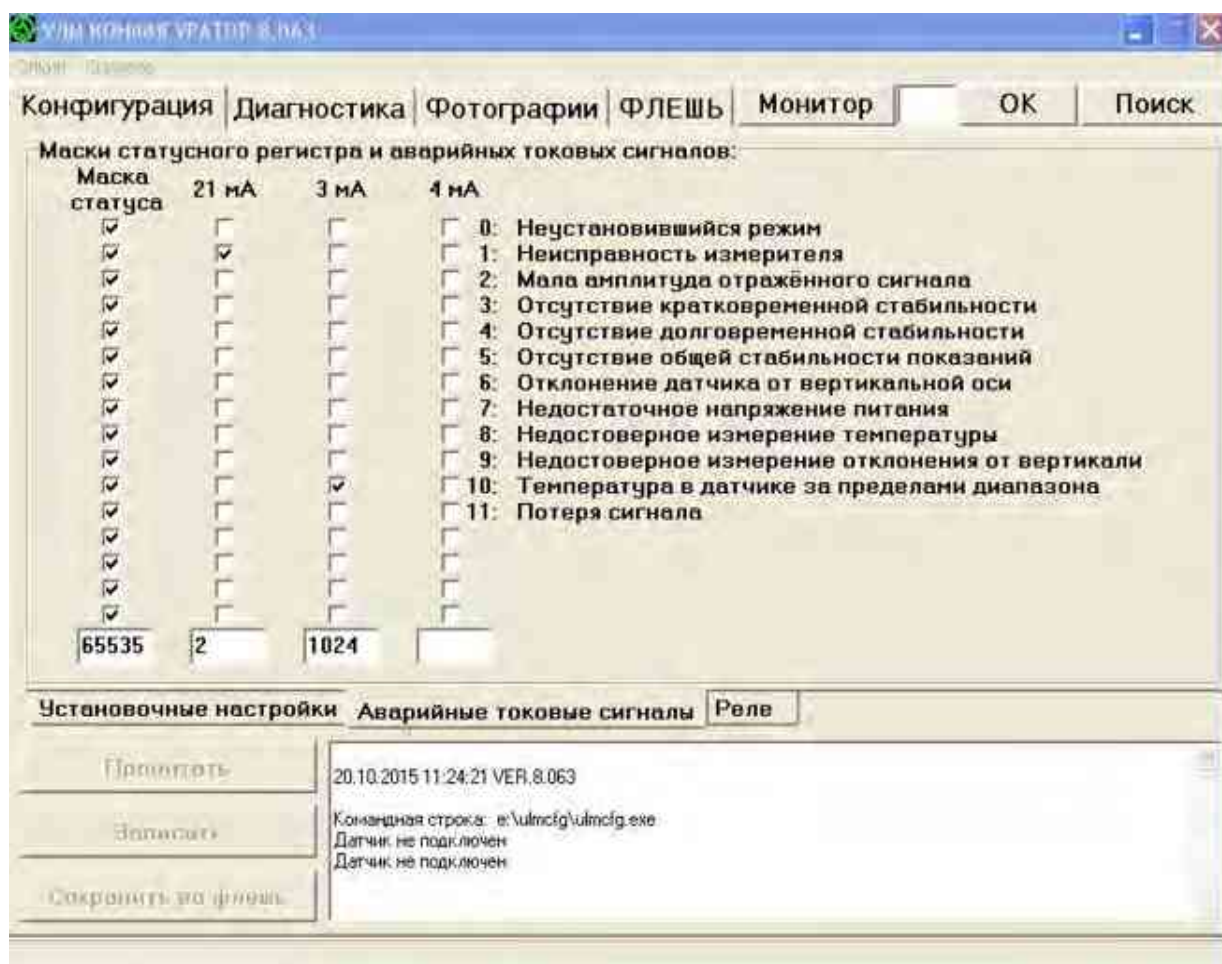 УЛМ КОНФИГУРАТОР 8.063
Конфигурация Диагностика Фотографии ФЛЕШЬ Монитор ОК Поиск
Маски статусного регистра и аварийных токовых сигналов:
Маска статуса 21 мА 3 мА 4 мА
0: Неустановившийся режим
1: Неисправность измерителя
2: Мала амплитуда отражённого сигнала
3: Отсутствие кратковременной стабильности
4: Отсутствие долговременной стабильности
5: Отсутствие общей стабильности показаний
6: Отклонение датчика от вертикальной оси
7: Недостаточное напряжение питания
8: Недостоверное измерение температуры
9: Недостоверное измерение отклонения от вертикали
10: Температура в датчике за пределами диапазона
11: Потеря сигнала
65535 2 1024
Установочные настройки Аварийные токовые сигналы Реле
Прочитать
20.10.2015 11:24:21 VER.8.063
Записать
Командная строка: e:\ulmcfg\ulmcfg.exe
Датчик не подключен
Датчик не подключен
Сохранить во флешь